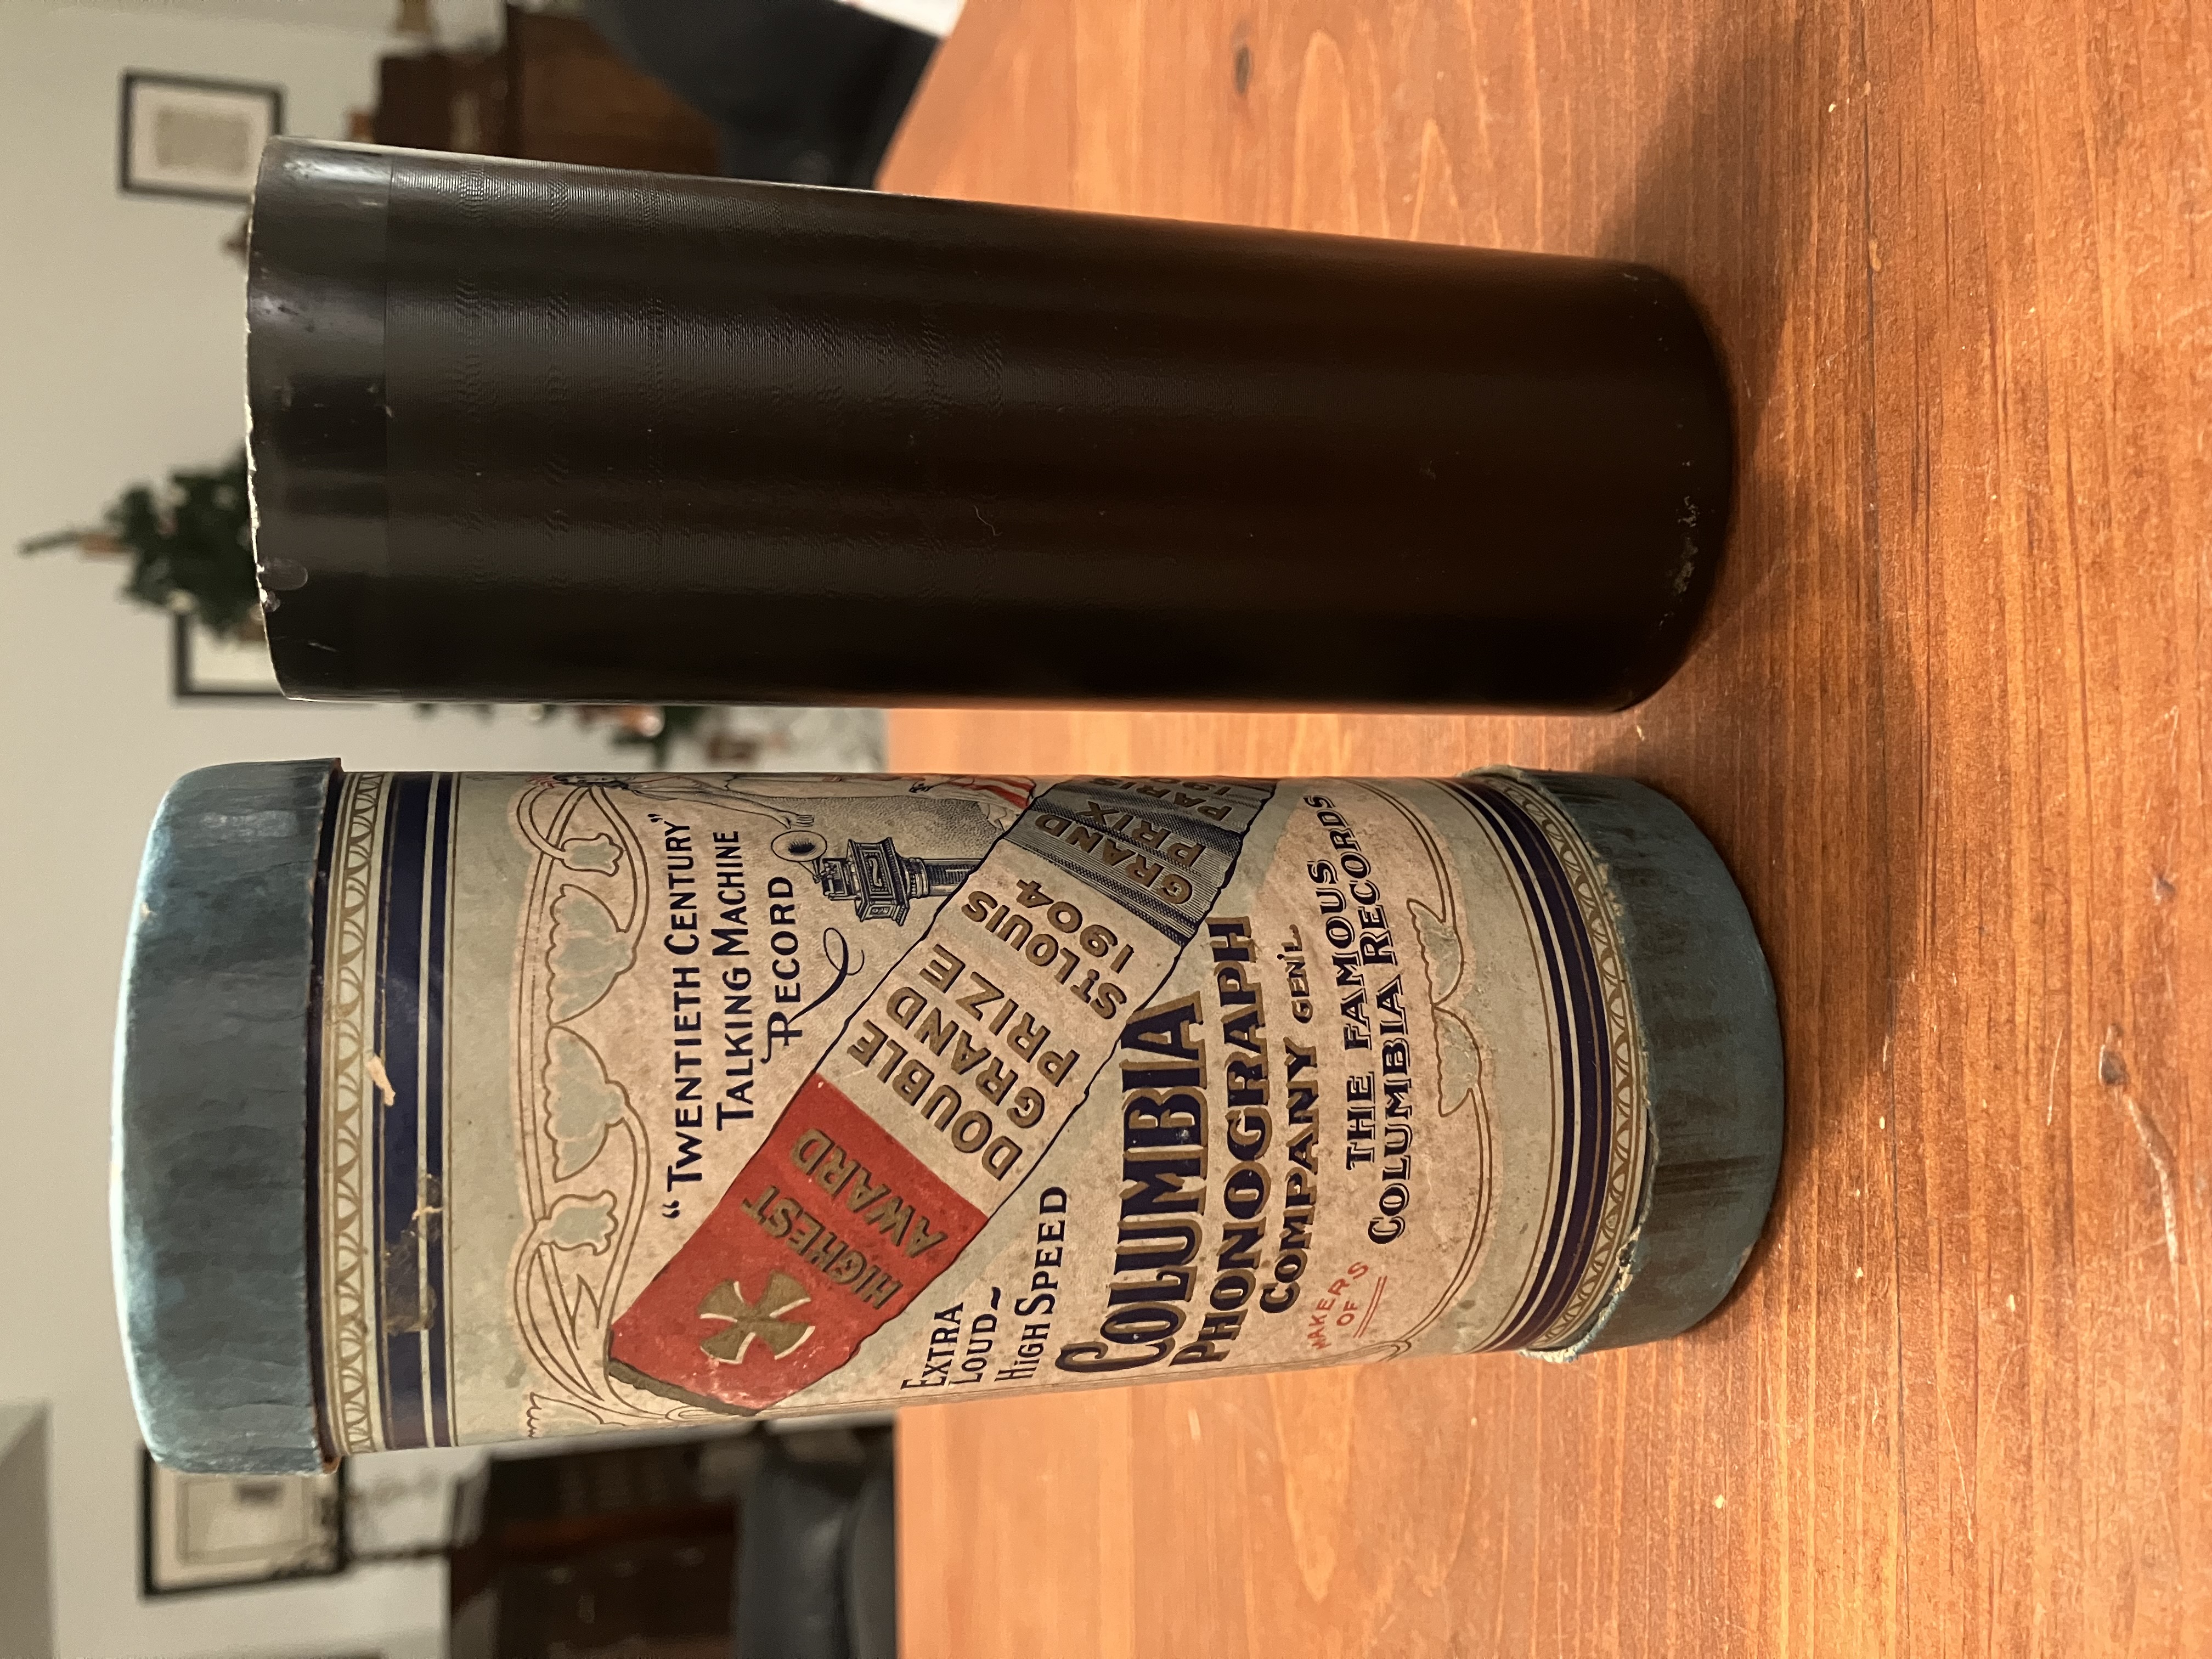 "TWENTIETH CENTURY"
TALKING MACHINE
RECORD
HIGHEST
AWARD
DOUBLE
GRAND
PRIZE
ST. LOUIS
1904
GRAND
PRIX
PARIS
EXTRA
LOUD~
HIGH SPEED
COLUMBIA
PHONOGRAPH
COMPANY GEN'L
MAKERS
OF
THE FAMOUS
COLUMBIA RECORDS